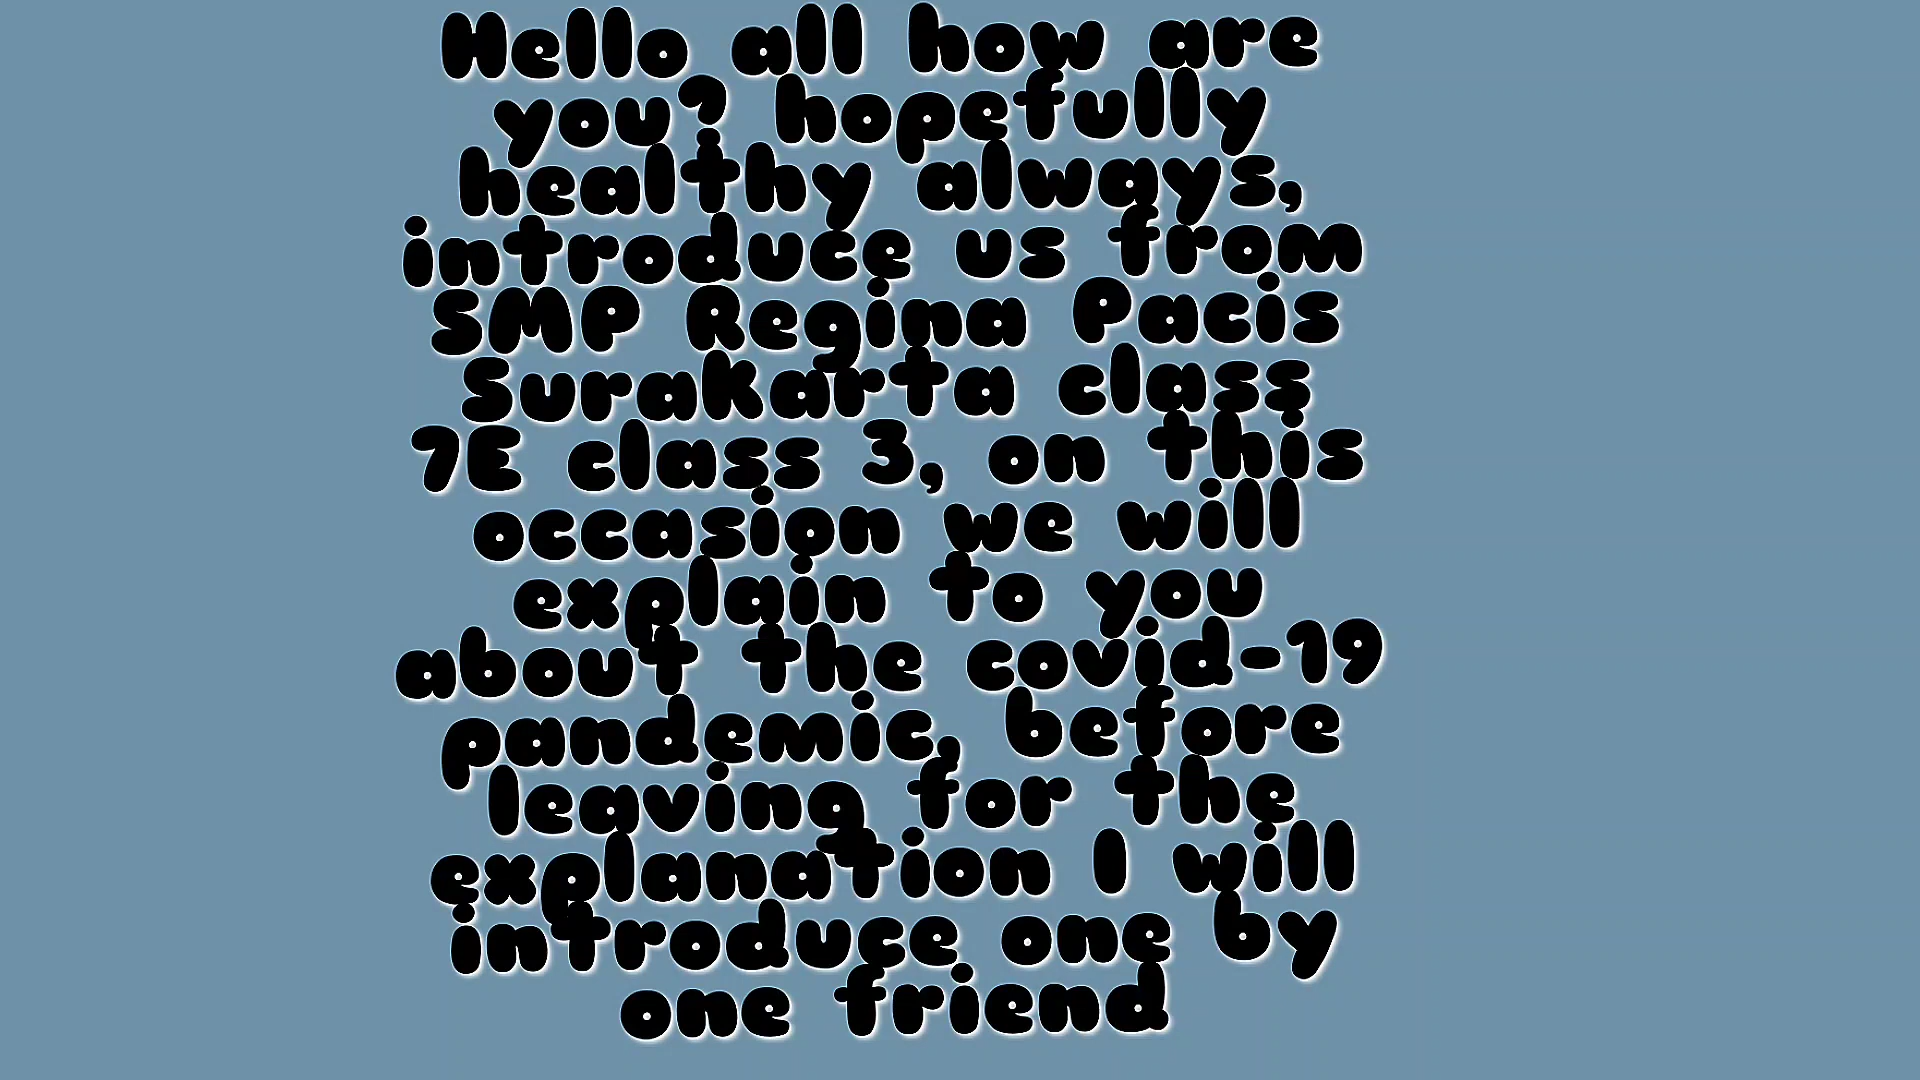 Hello all how are
you? hopefully
healthy always,
introduce us from
SMP Regina Pacis
Surakarta class
7E class 3, on this
occasion we will
explain to you
about the covid-19
pandemic, before
leaving for the
explanation I will
introduce one by
one friend